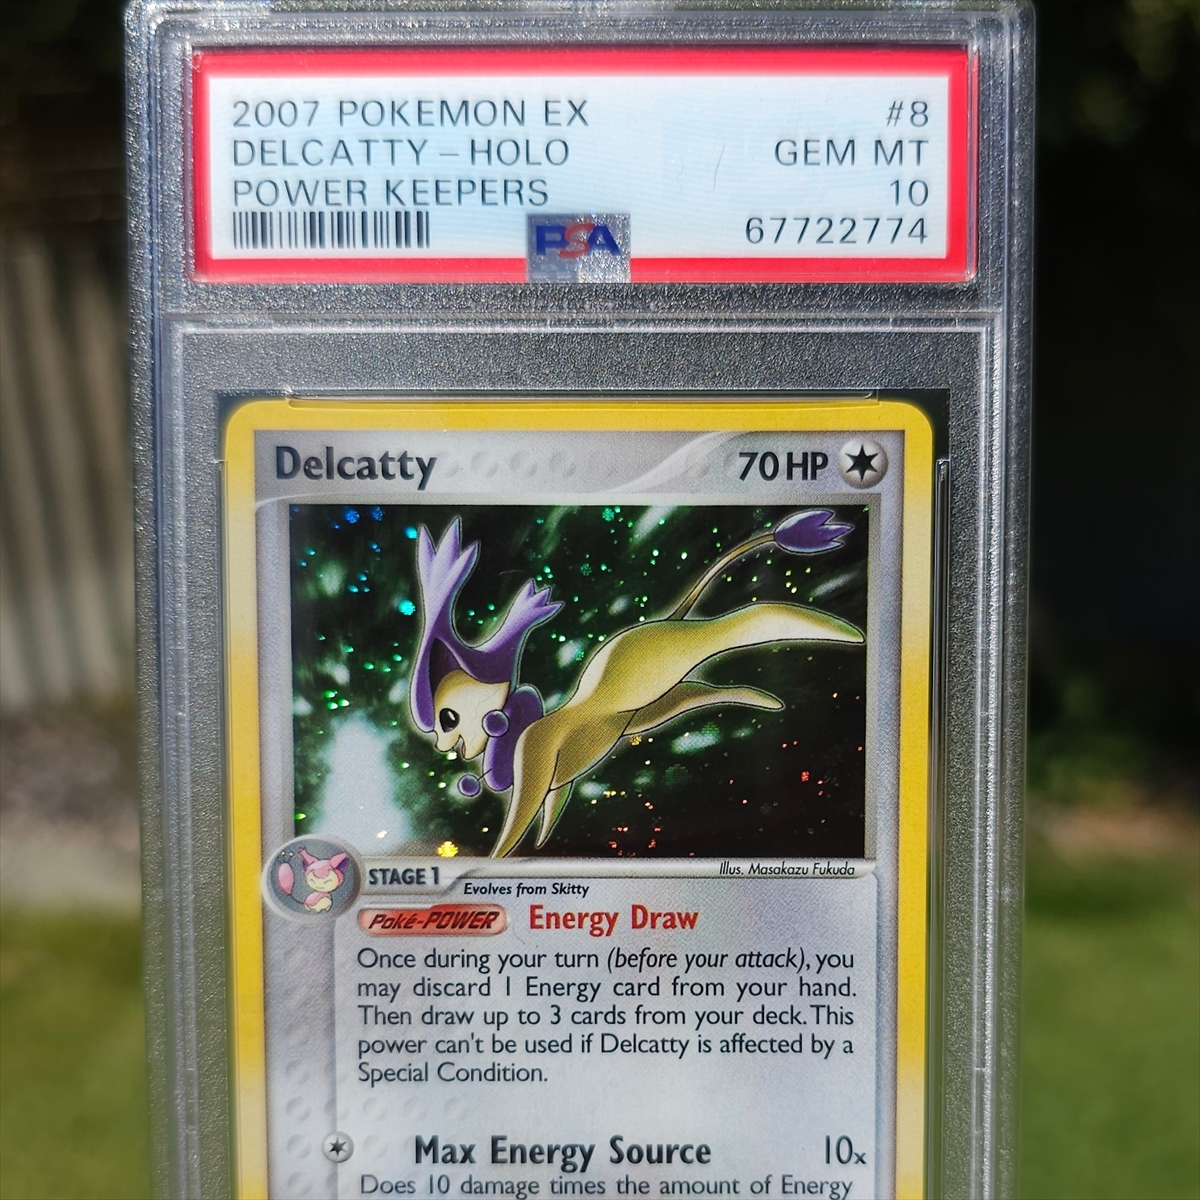 2007 POKEMON EX #8
DELCATTY - HOLO GEM MT
POWER KEEPERS 10
PSA 67722774
Delcatty 70 HP
STAGE 1 Illus. Masakazu Fukuda
Evolves from Skitty
Poké-POWER Energy Draw
Once during your turn (before your attack), you
may discard 1 Energy card from your hand.
Then draw up to 3 cards from your deck. This
power can't be used if Delcatty is affected by a
Special Condition.
Max Energy Source 10x
Does 10 damage times the amount of Energy